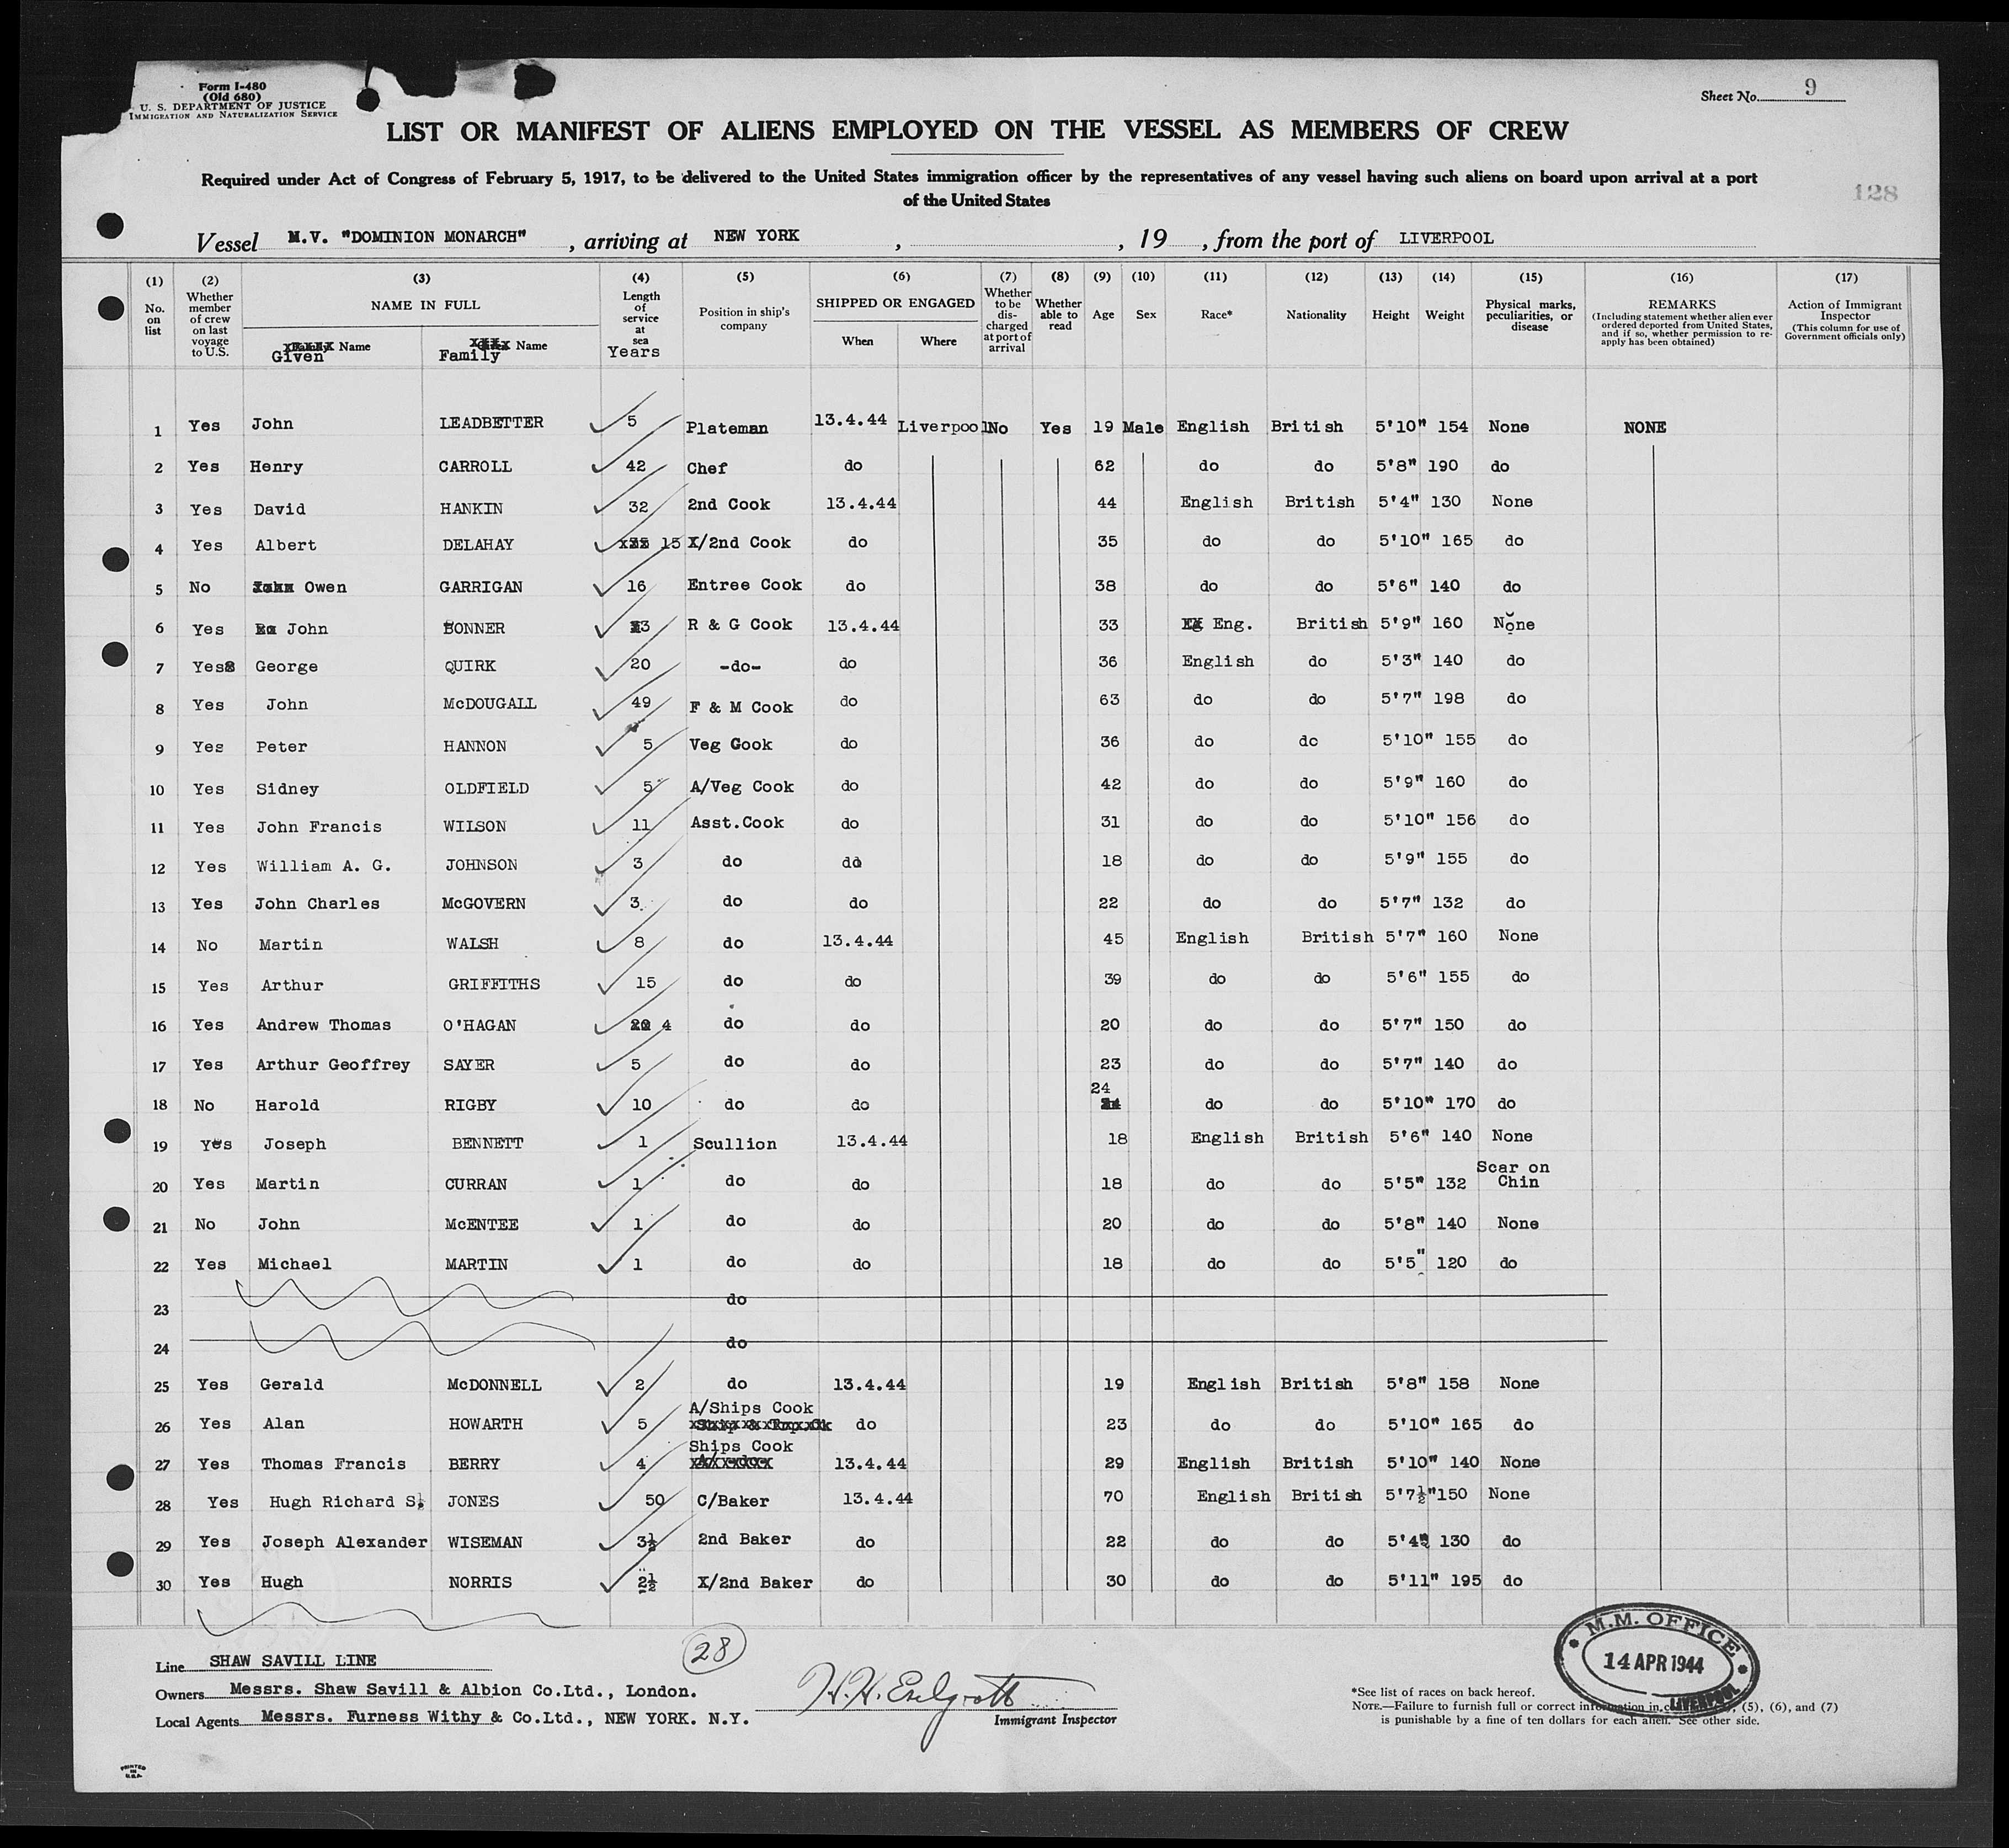 Form I-480
(Old 680)
U. S. DEPARTMENT OF JUSTICE
IMMIGRATION AND NATURALIZATION SERVICE
Sheet No. 9
LIST OR MANIFEST OF ALIENS EMPLOYED ON THE VESSEL AS MEMBERS OF CREW
Required under Act of Congress of February 5, 1917, to be delivered to the United States immigration officer by the representatives of any vessel having such aliens on board upon arrival at a port
of the United States
128
Vessel M.V. "DOMINION MONARCH" , arriving at NEW YORK , , 19 , from the port of LIVERPOOL
(1) No. on list
(2) Whether member of crew on last voyage to U.S.
(3) NAME IN FULL
Given Name
Family Name
(4) Length of service at sea Years
(5) Position in ship's company
(6) SHIPPED OR ENGAGED
When Where
(7) Whether to be discharged at port of arrival
(8) Whether able to read
(9) Age
(10) Sex
(11) Race*
(12) Nationality
(13) Height
(14) Weight
(15) Physical marks, peculiarities, or disease
(16) REMARKS
(Including statement whether alien ever ordered deported from United States, and if so, whether permission to re-apply has been obtained)
(17) Action of Immigrant Inspector
(This column for use of Government officials only)
1 Yes John LEADBETTER 5 Plateman 13.4.44 Liverpool No Yes 19 Male English British 5'10" 154 None NONE
2 Yes Henry CARROLL 42 Chef do 62 do do 5'8" 190 do
3 Yes David HANKIN 32 2nd Cook 13.4.44 44 English British 5'4" 130 None
4 Yes Albert DELAHAY 15 X/2nd Cook do 35 do do 5'10" 165 do
5 No Owen GARRIGAN 16 Entree Cook do 38 do do 5'6" 140 do
6 Yes John BONNER 3 R & G Cook 13.4.44 33 Eng. British 5'9" 160 None
7 Yes George QUIRK 20 -do- do 36 English do 5'3" 140 do
8 Yes John McDOUGALL 49 F & M Cook do 63 do do 5'7" 198 do
9 Yes Peter HANNON 5 Veg Cook do 36 do do 5'10" 155 do
10 Yes Sidney OLDFIELD 5 A/Veg Cook do 42 do do 5'9" 160 do
11 Yes John Francis WILSON 11 Asst.Cook do 31 do do 5'10" 156 do
12 Yes William A. G. JOHNSON 3 do do 18 do do 5'9" 155 do
13 Yes John Charles McGOVERN 3 do do 22 do do 5'7" 132 do
14 No Martin WALSH 8 do 13.4.44 45 English British 5'7" 160 None
15 Yes Arthur GRIFFITHS 15 do do 39 do do 5'6" 155 do
16 Yes Andrew Thomas O'HAGAN 4 do do 20 do do 5'7" 150 do
17 Yes Arthur Geoffrey SAYER 5 do do 23 do do 5'7" 140 do
18 No Harold RIGBY 10 do do 24 do do 5'10" 170 do
19 Yes Joseph BENNETT 1 Scullion 13.4.44 18 English British 5'6" 140 None
20 Yes Martin CURRAN 1 do do 18 do do 5'5" 132 Scar on Chin
21 No John McENTEE 1 do do 20 do do 5'8" 140 None
22 Yes Michael MARTIN 1 do do 18 do do 5'5" 120 do
23 do
24 do
25 Yes Gerald McDONNELL 2 do 13.4.44 19 English British 5'8" 158 None
26 Yes Alan HOWARTH 5 A/Ships Cook do 23 do do 5'10" 165 do
27 Yes Thomas Francis BERRY 4 Ships Cook 13.4.44 29 English British 5'10" 140 None
28 Yes Hugh Richard S. JONES 50 C/Baker 13.4.44 70 English British 5'7½" 150 None
29 Yes Joseph Alexander WISEMAN 3½ 2nd Baker do 22 do do 5'4" 130 do
30 Yes Hugh NORRIS 2½ X/2nd Baker do 30 do do 5'11" 195 do
28
Line SHAW SAVILL LINE
Owners Messrs. Shaw Savill & Albion Co.Ltd., London.
Local Agents Messrs. Furness Withy & Co.Ltd., NEW YORK. N.Y.
Immigrant Inspector
M.M. OFFICE
14 APR 1944
LIVERPOOL
*See list of races on back hereof.
NOTE.—Failure to furnish full or correct information in (5), (6), and (7)
is punishable by a fine of ten dollars for each alien. See other side.
PRINTED IN U.S.A.